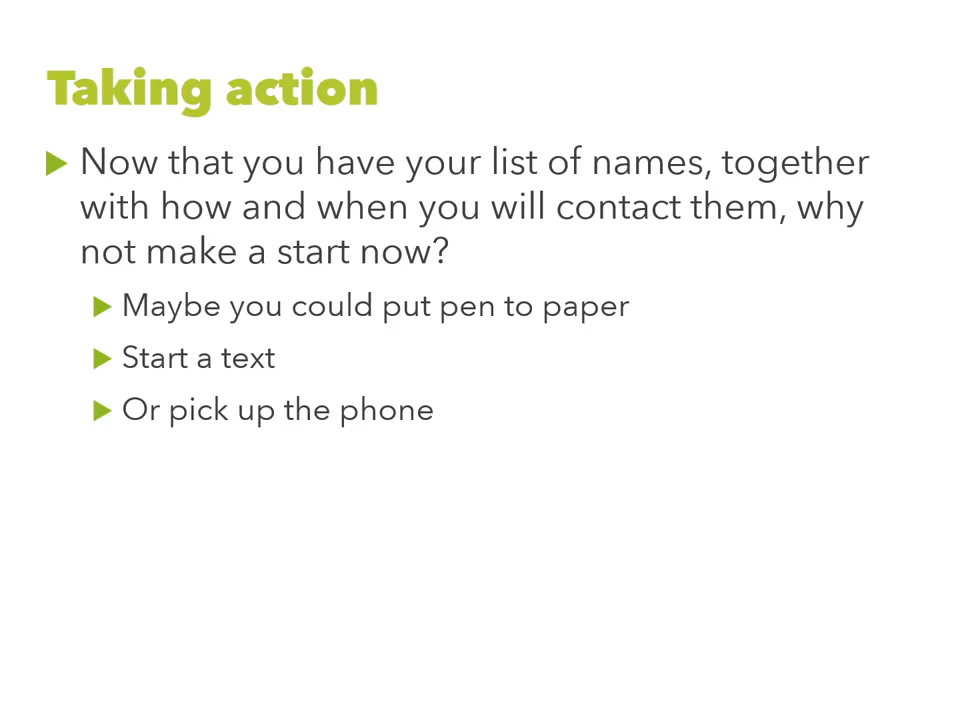 Taking action
Now that you have your list of names, together
with how and when you will contact them, why
not make a start now?
Maybe you could put pen to paper
Start a text
Or pick up the phone